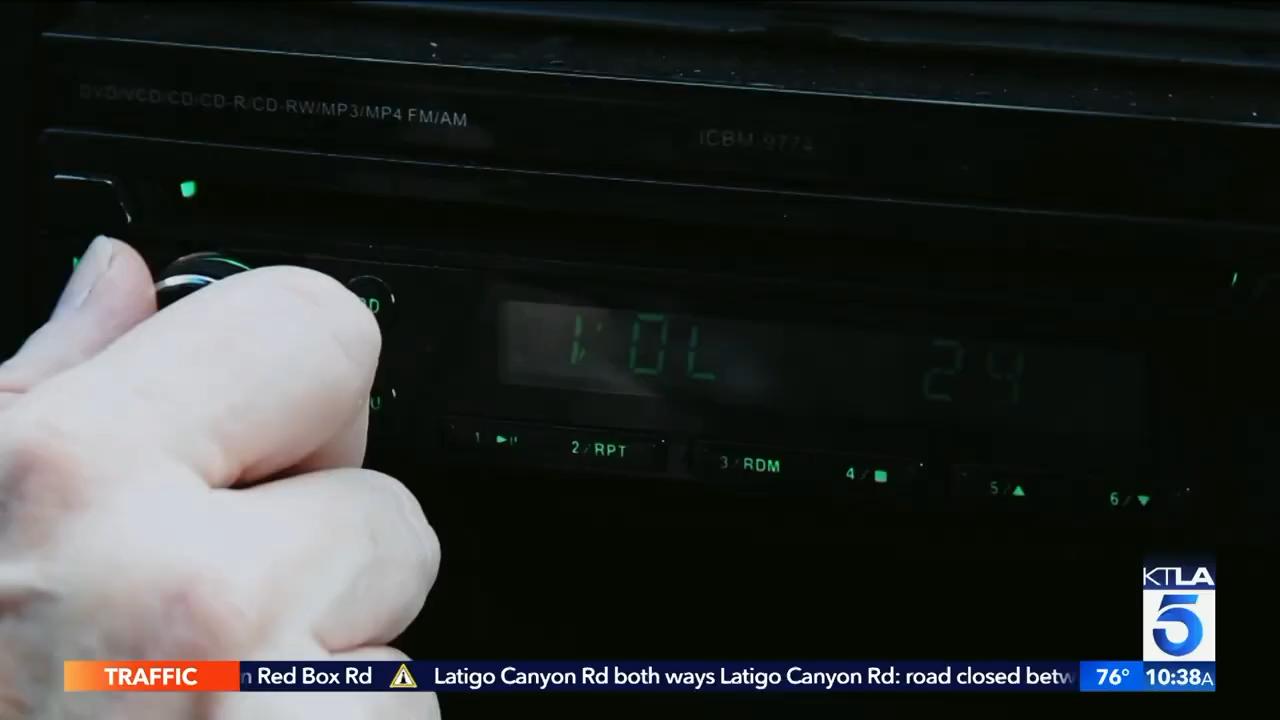 DVD/VCD/CD/CD-R/CD-RW/MP3/MP4 FM/AM
ICBM-9774
VOL 24
1 2/RPT 3/RDM 4/ 5/ 6/
KTLA
5
TRAFFIC
n Red Box Rd Latigo Canyon Rd both ways Latigo Canyon Rd: road closed betw
76° 10:38A